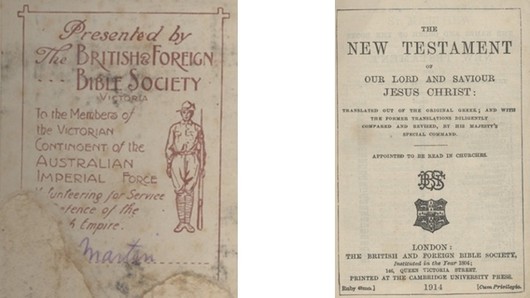 Presented by
The BRITISH & FOREIGN
BIBLE SOCIETY
VICTORIA
To the Members of
the VICTORIAN
CONTINGENT of the
AUSTRALIAN
IMPERIAL FORCE
Volunteering for Service
of the
Empire.
Martin
THE
NEW TESTAMENT
OF
OUR LORD AND SAVIOUR
JESUS CHRIST:
TRANSLATED OUT OF THE ORIGINAL GREEK; AND WITH
THE FORMER TRANSLATIONS DILIGENTLY
COMPARED AND REVISED, BY HIS MAJESTY'S
SPECIAL COMMAND.
APPOINTED TO BE READ IN CHURCHES.
LONDON:
THE BRITISH AND FOREIGN BIBLE SOCIETY,
Instituted in the Year 1804;
146, QUEEN VICTORIA STREET.
PRINTED AT THE CAMBRIDGE UNIVERSITY PRESS.
Ruby 32mo.] 1914 [Cum Privilegio.